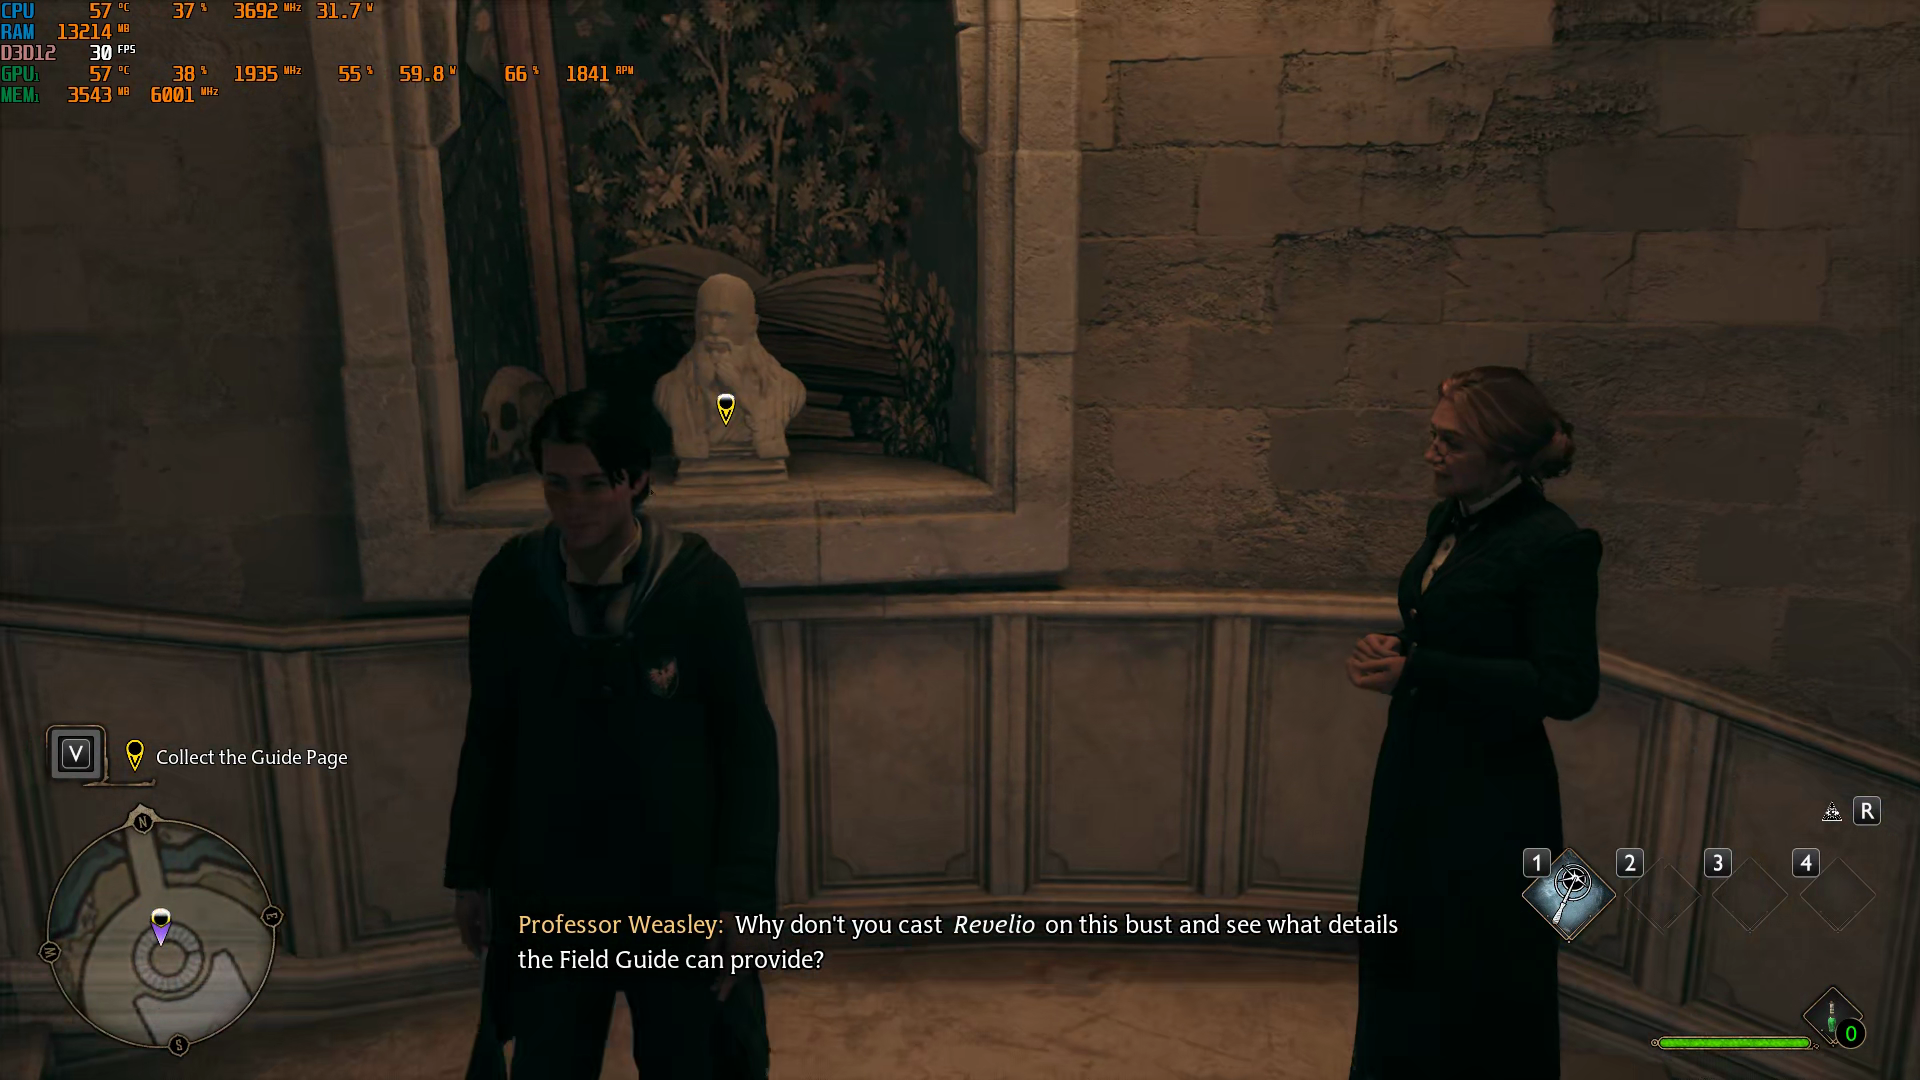 CPU 57 °C 37 % 3692 MHz 31.7 W
RAM 13214 MB
D3D12 30 FPS
GPU1 57 °C 38 % 1935 MHz 55 % 59.8 W 66 % 1841 RPM
MEM1 3543 MB 6001 MHz
V Collect the Guide Page
N
E
W
S
R
1 2 3 4
Professor Weasley: Why don't you cast Revelio on this bust and see what details
the Field Guide can provide?
0